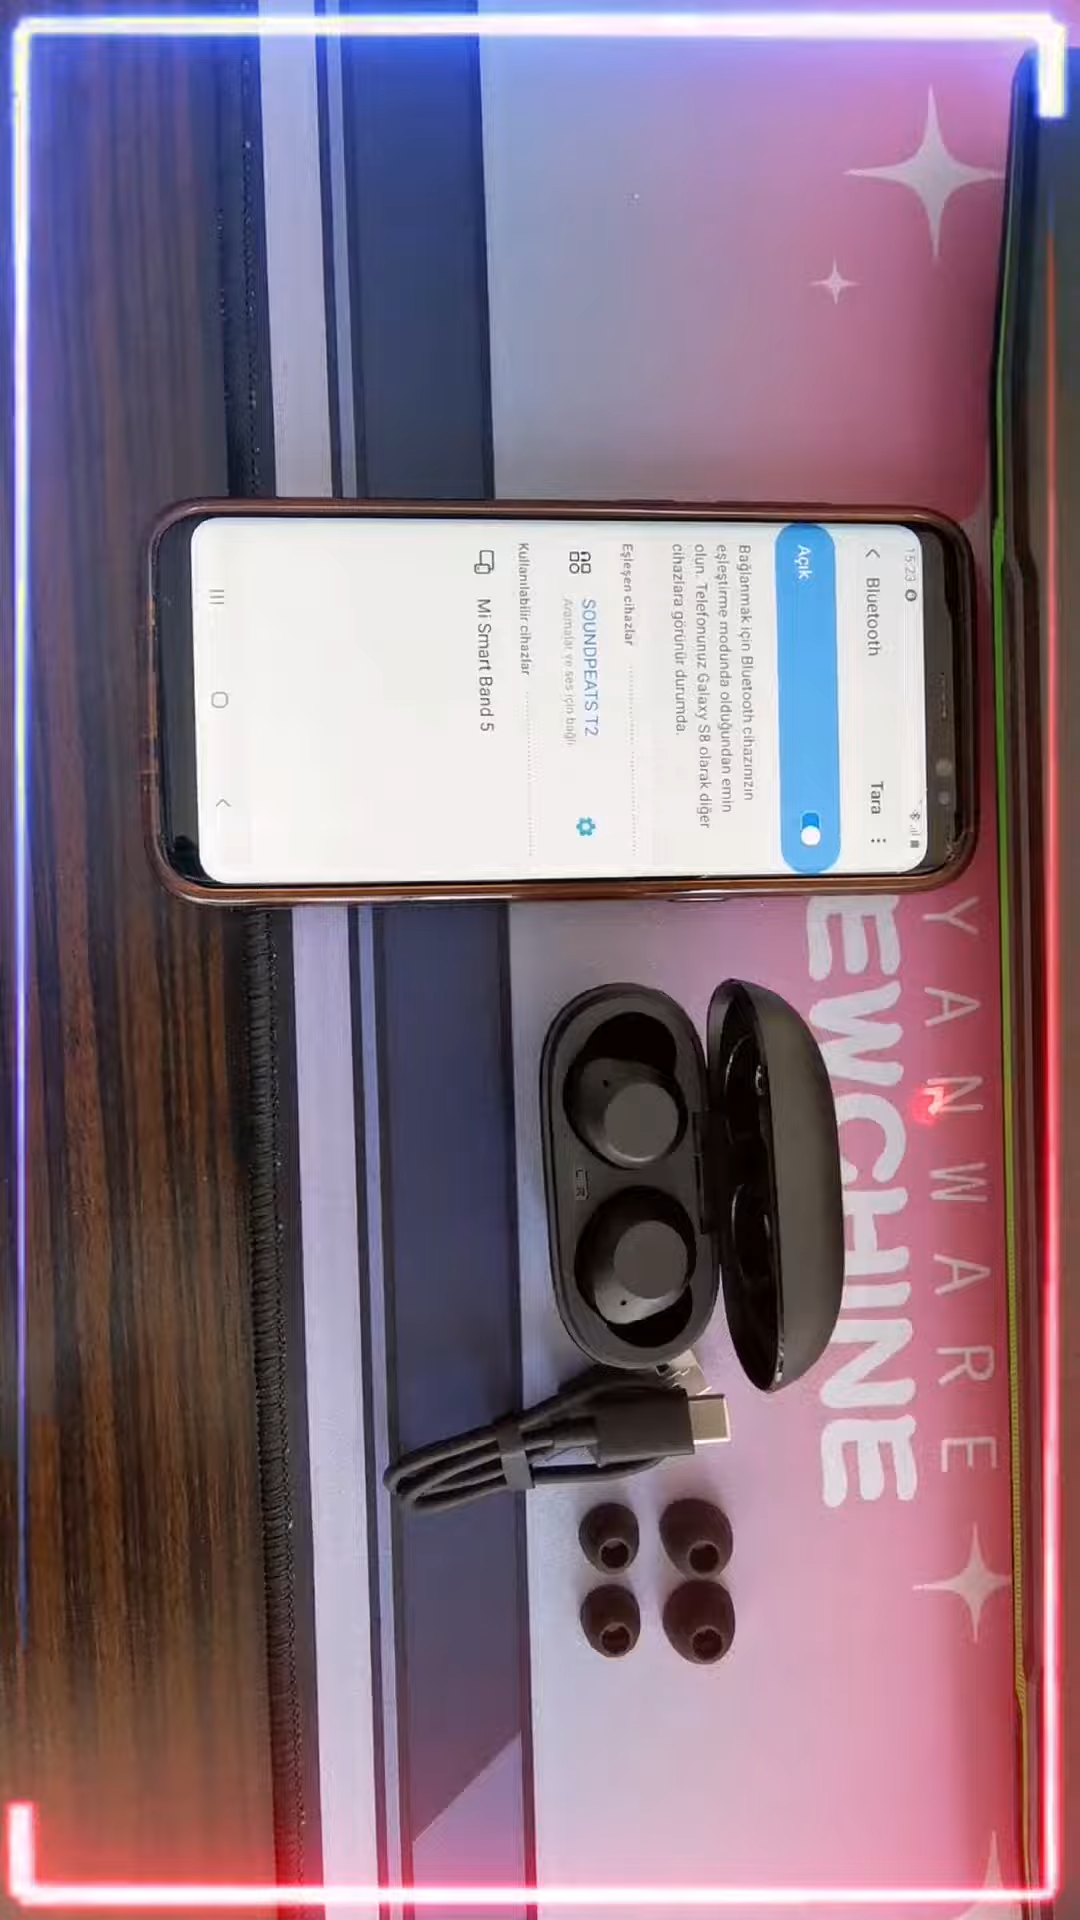 15:23
Bluetooth
Tara
Açık
Bağlanmak için Bluetooth cihazınızın
eşleştirme modunda olduğundan emin
olun. Telefonunuz Galaxy S8 olarak diğer
cihazlara görünür durumda.
Eşleşen cihazlar
SOUNDPEATS T2
Aramalar ve ses için bağlı
Kullanılabilir cihazlar
Mi Smart Band 5
YANWARE
EWCHINE
L R